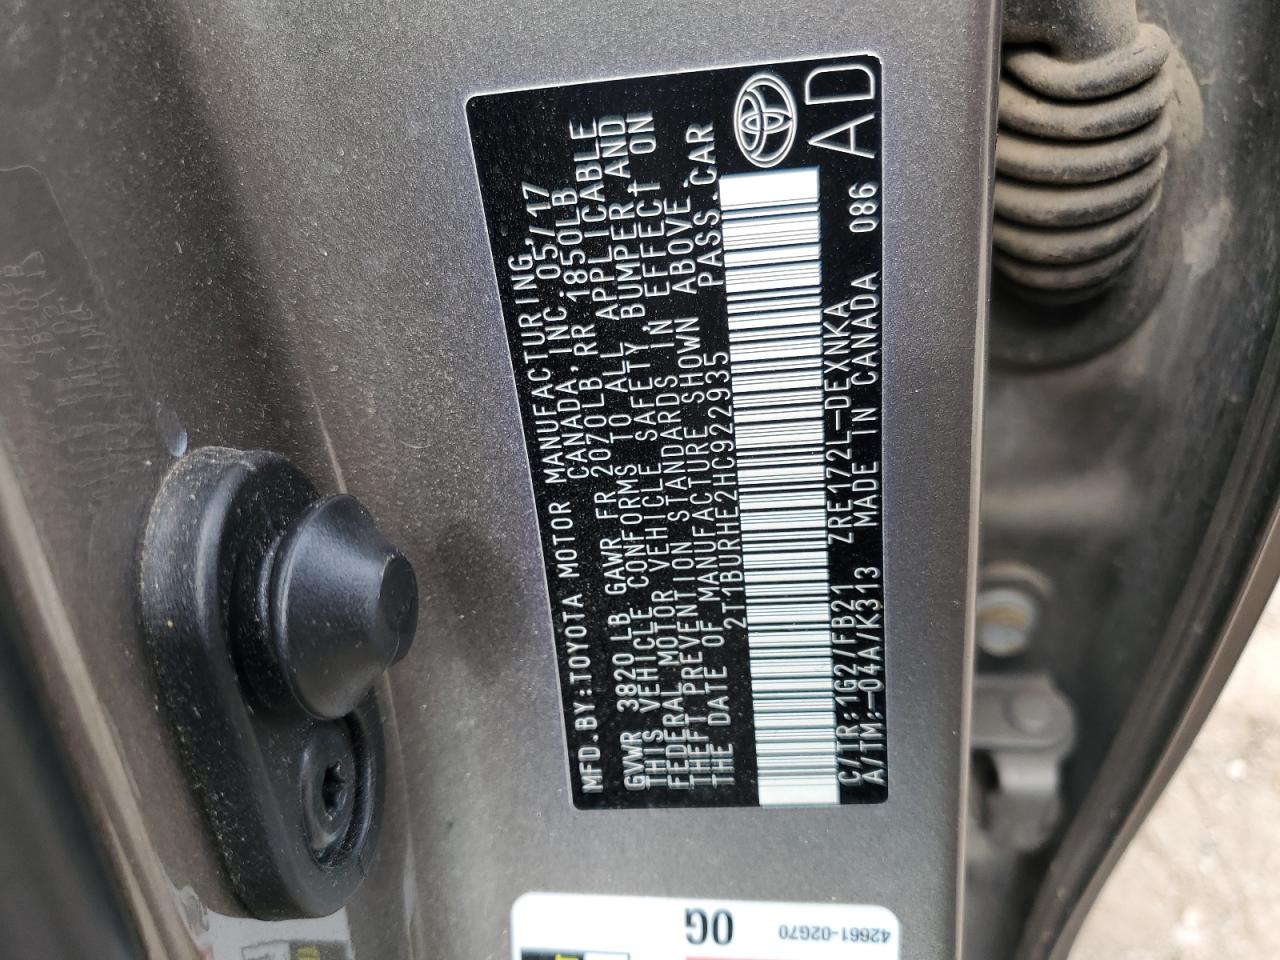 MFD.BY:TOYOTA MOTOR MANUFACTURING,
CANADA, INC. 05/17
GVWR 3820LB GAWR FR 2070LB,RR 1850LB
THIS VEHICLE CONFORMS TO ALL APPLICABLE
FEDERAL MOTOR VEHICLE SAFETY, BUMPER, AND
THEFT PREVENTION STANDARDS IN EFFECT ON
THE DATE OF MANUFACTURE SHOWN ABOVE.
2T1BURHE2HC922935 PASS.CAR
C/TR:1G2/FB21 ZRE172L-DEXNKA 086
A/TM:-04A/K313 MADE IN CANADA
AD
0G
42661-02G70